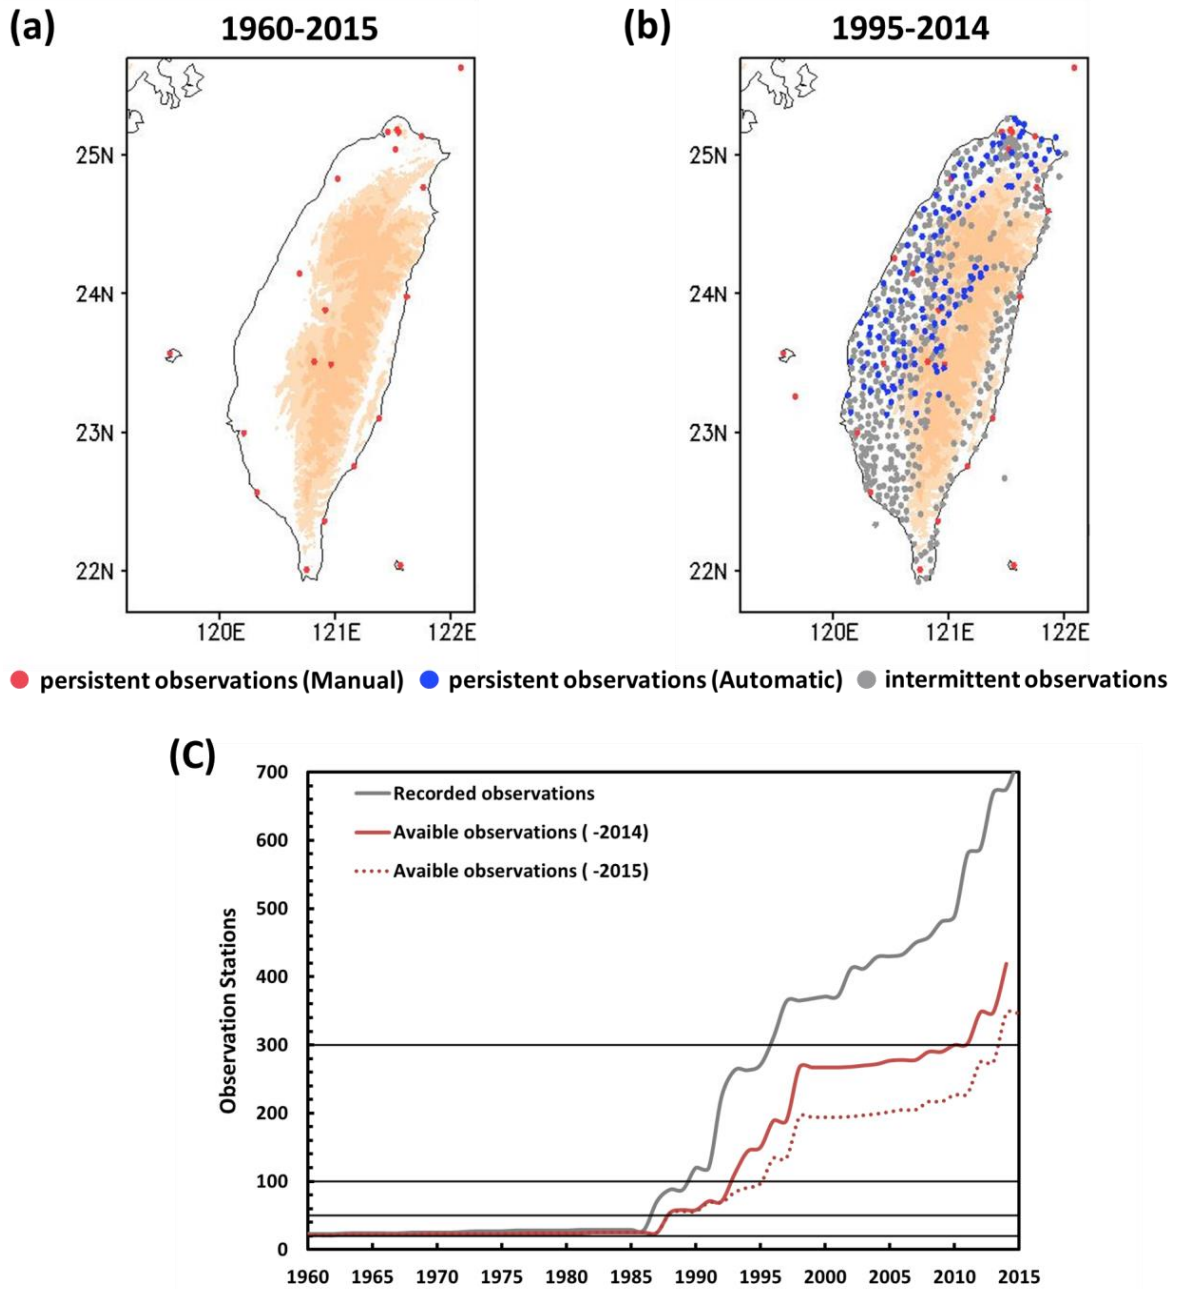 (a) 1960-2015 (b) 1995-2014
25N 25N
24N 24N
23N 23N
22N 22N
120E 121E 122E 120E 121E 122E
persistent observations (Manual) persistent observations (Automatic) intermittent observations
(C)
700
Recorded observations
Avaible observations ( -2014)
600
Avaible observations ( -2015)
500
400
300
200
100
0
Observation Stations
1960 1965 1970 1975 1980 1985 1990 1995 2000 2005 2010 2015